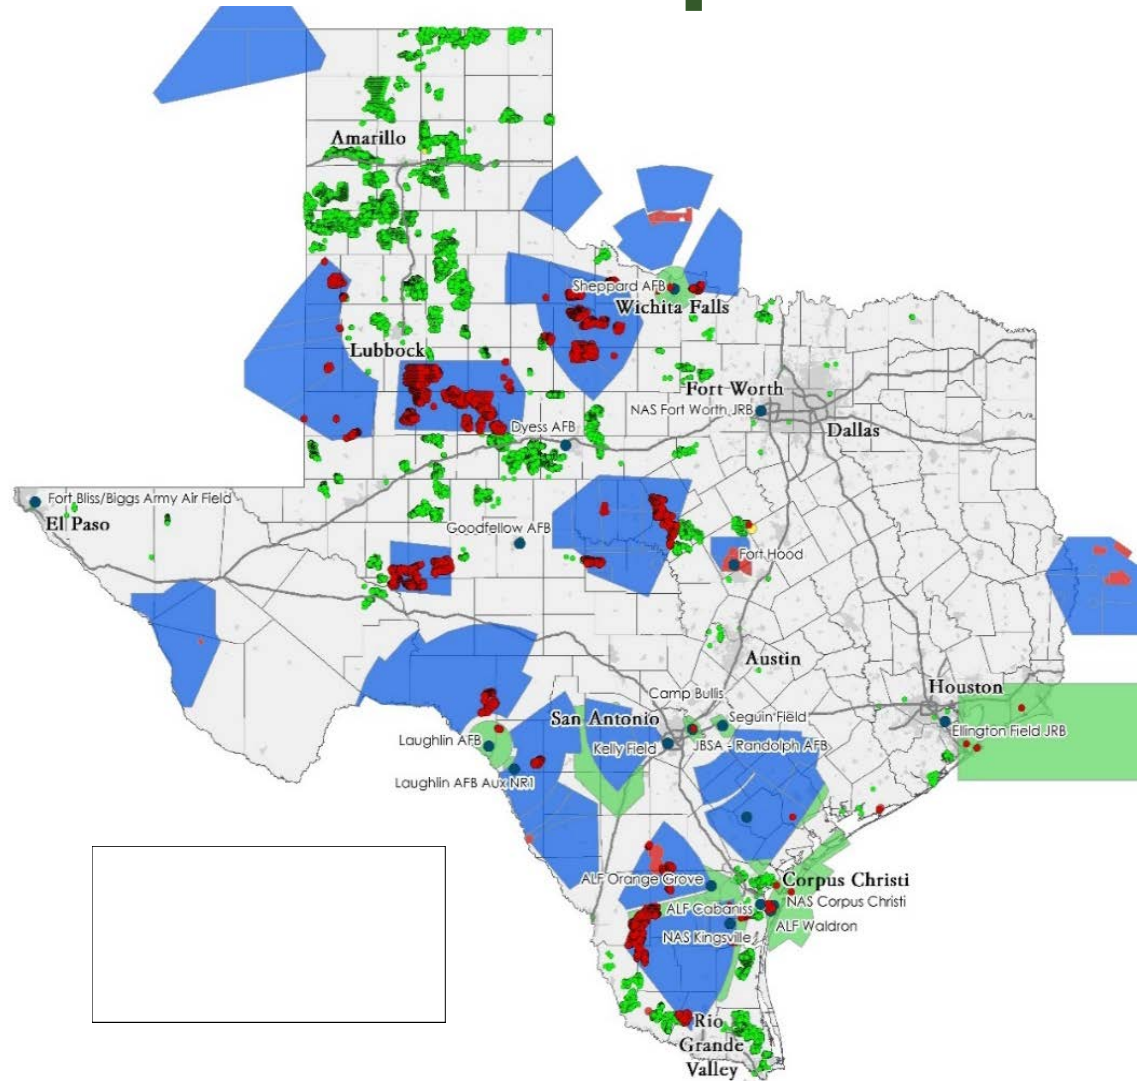 Amarillo
Sheppard AFB
Wichita Falls
Lubbock
Fort Worth
NAS Fort Worth JRB
Dallas
Dyess AFB
Fort Bliss/Biggs Army Air Field
El Paso
Goodfellow AFB
Fort Hood
Austin
Houston
Camp Bullis
San Antonio
Seguin Field
Ellington Field JRB
Laughlin AFB
Kelly Field
JBSA - Randolph AFB
Laughlin AFB Aux NR1
ALF Orange Grove
Corpus Christi
NAS Corpus Christi
ALF Cabaniss
ALF Waldron
NAS Kingsville
Rio
Grande
Valley